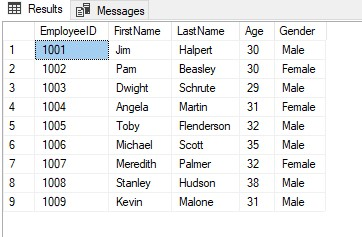 Results Messages
EmployeeID FirstName LastName Age Gender
1 1001 Jim Halpert 30 Male
2 1002 Pam Beasley 30 Female
3 1003 Dwight Schrute 29 Male
4 1004 Angela Martin 31 Female
5 1005 Toby Flenderson 32 Male
6 1006 Michael Scott 35 Male
7 1007 Meredith Palmer 32 Female
8 1008 Stanley Hudson 38 Male
9 1009 Kevin Malone 31 Male